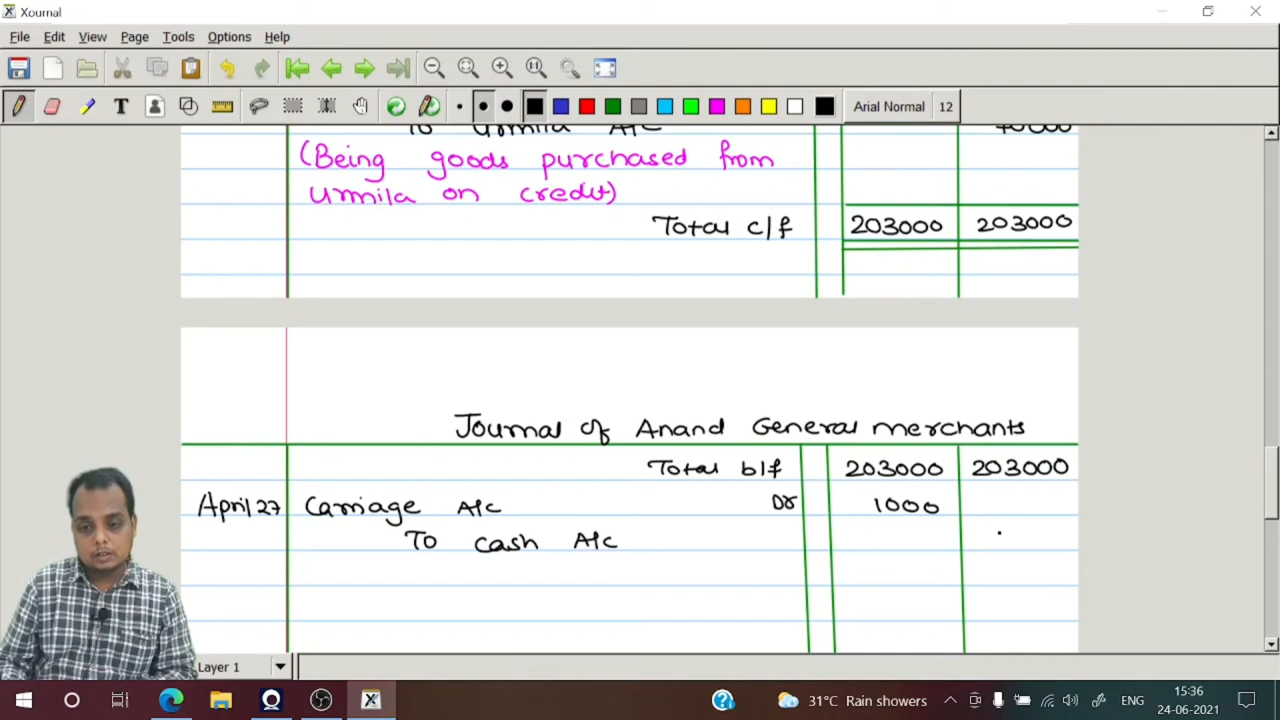 Xournal
File Edit View Page Tools Options Help
Arial Normal 12
To Urmila A/c
(Being goods purchased from
Urmila on credit)
Total c/f 203000 203000
Journal of Anand General merchants
Total b/f 203000 203000
April 27 Carriage A/c Dr 1000
To cash A/c
Layer 1
31°C Rain showers ENG 15:36
24-06-2021